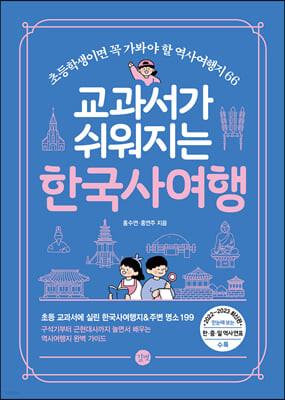 초등학생이면 꼭 가봐야 할 역사여행지 66
교과서가
쉬워지는
한국사여행
홍수연·홍연주 지음
초등 교과서에 실린 한국사여행지&주변 명소 199
구석기부터 근현대사까지 놀면서 배우는
역사여행지 완벽 가이드
2022~2023 최신판
한눈에 보는
한·중·일 역사연표
수록
길벗